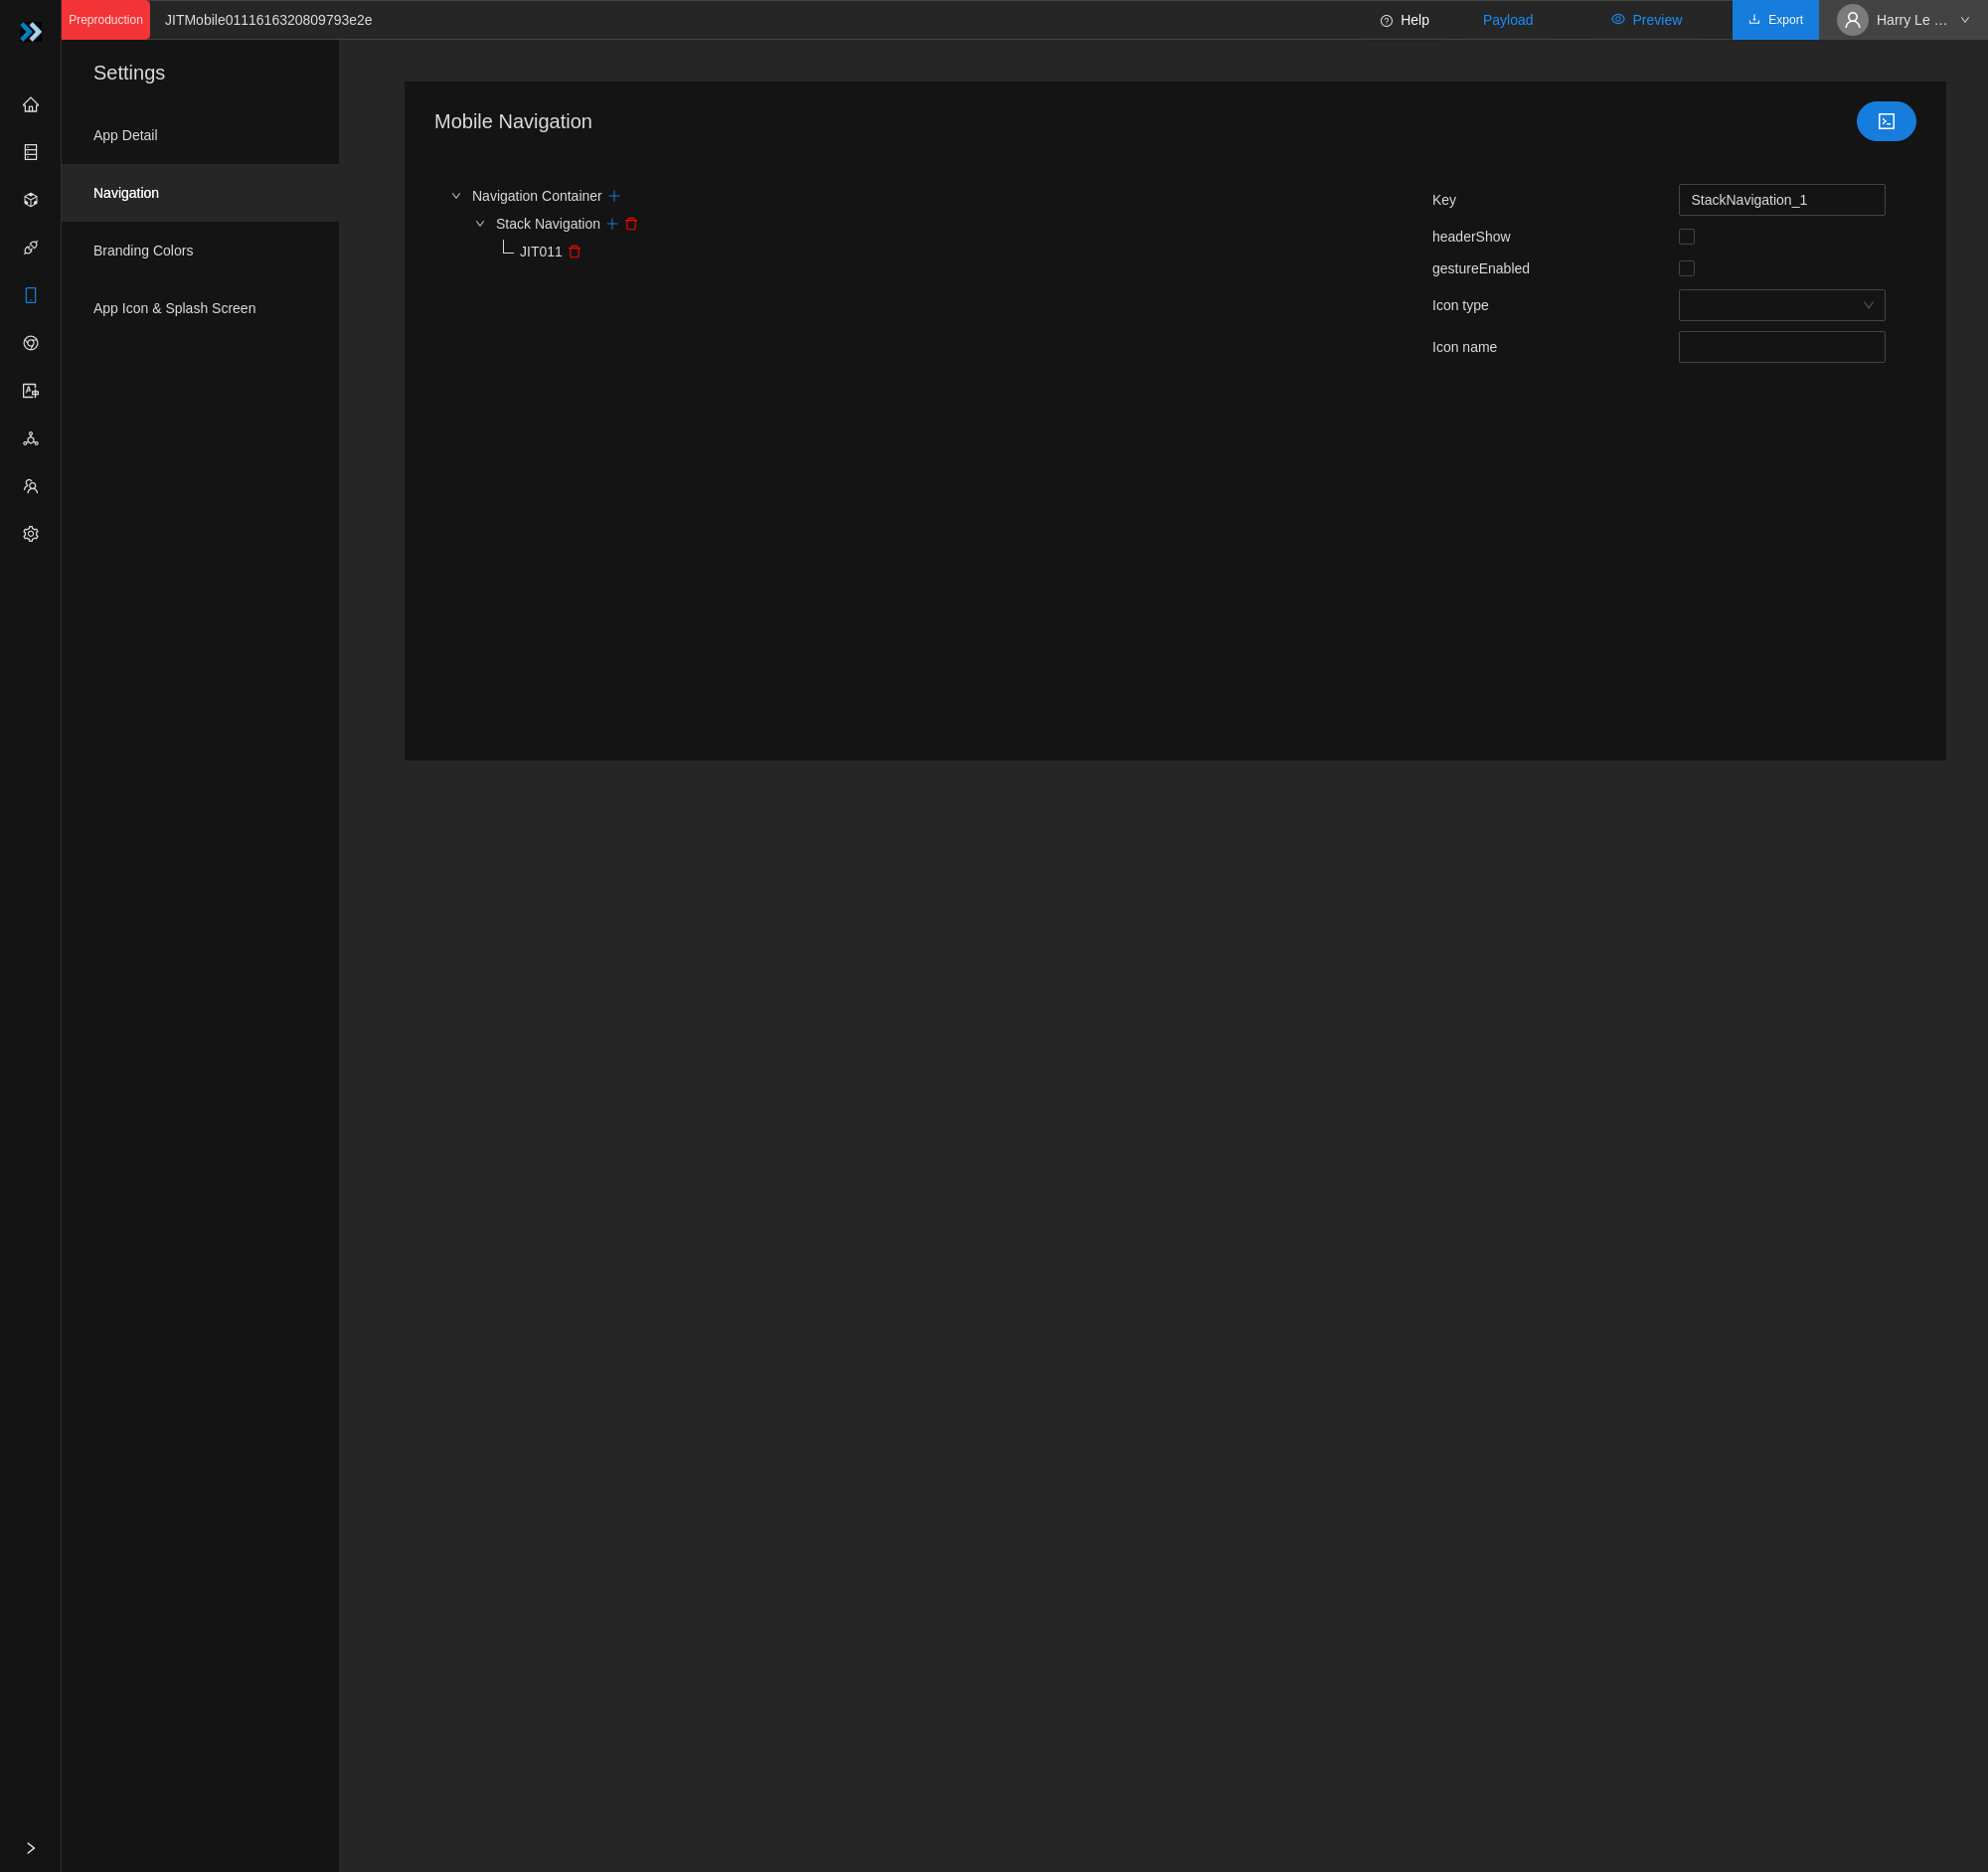 Preproduction
JITMobile0111616320809793e2e
Help
Payload
Preview
Export
Harry Le ...
Settings
App Detail
Navigation
Branding Colors
App Icon & Splash Screen
Mobile Navigation
Navigation Container
Stack Navigation
JIT011
Key
StackNavigation_1
headerShow
gestureEnabled
Icon type
Icon name